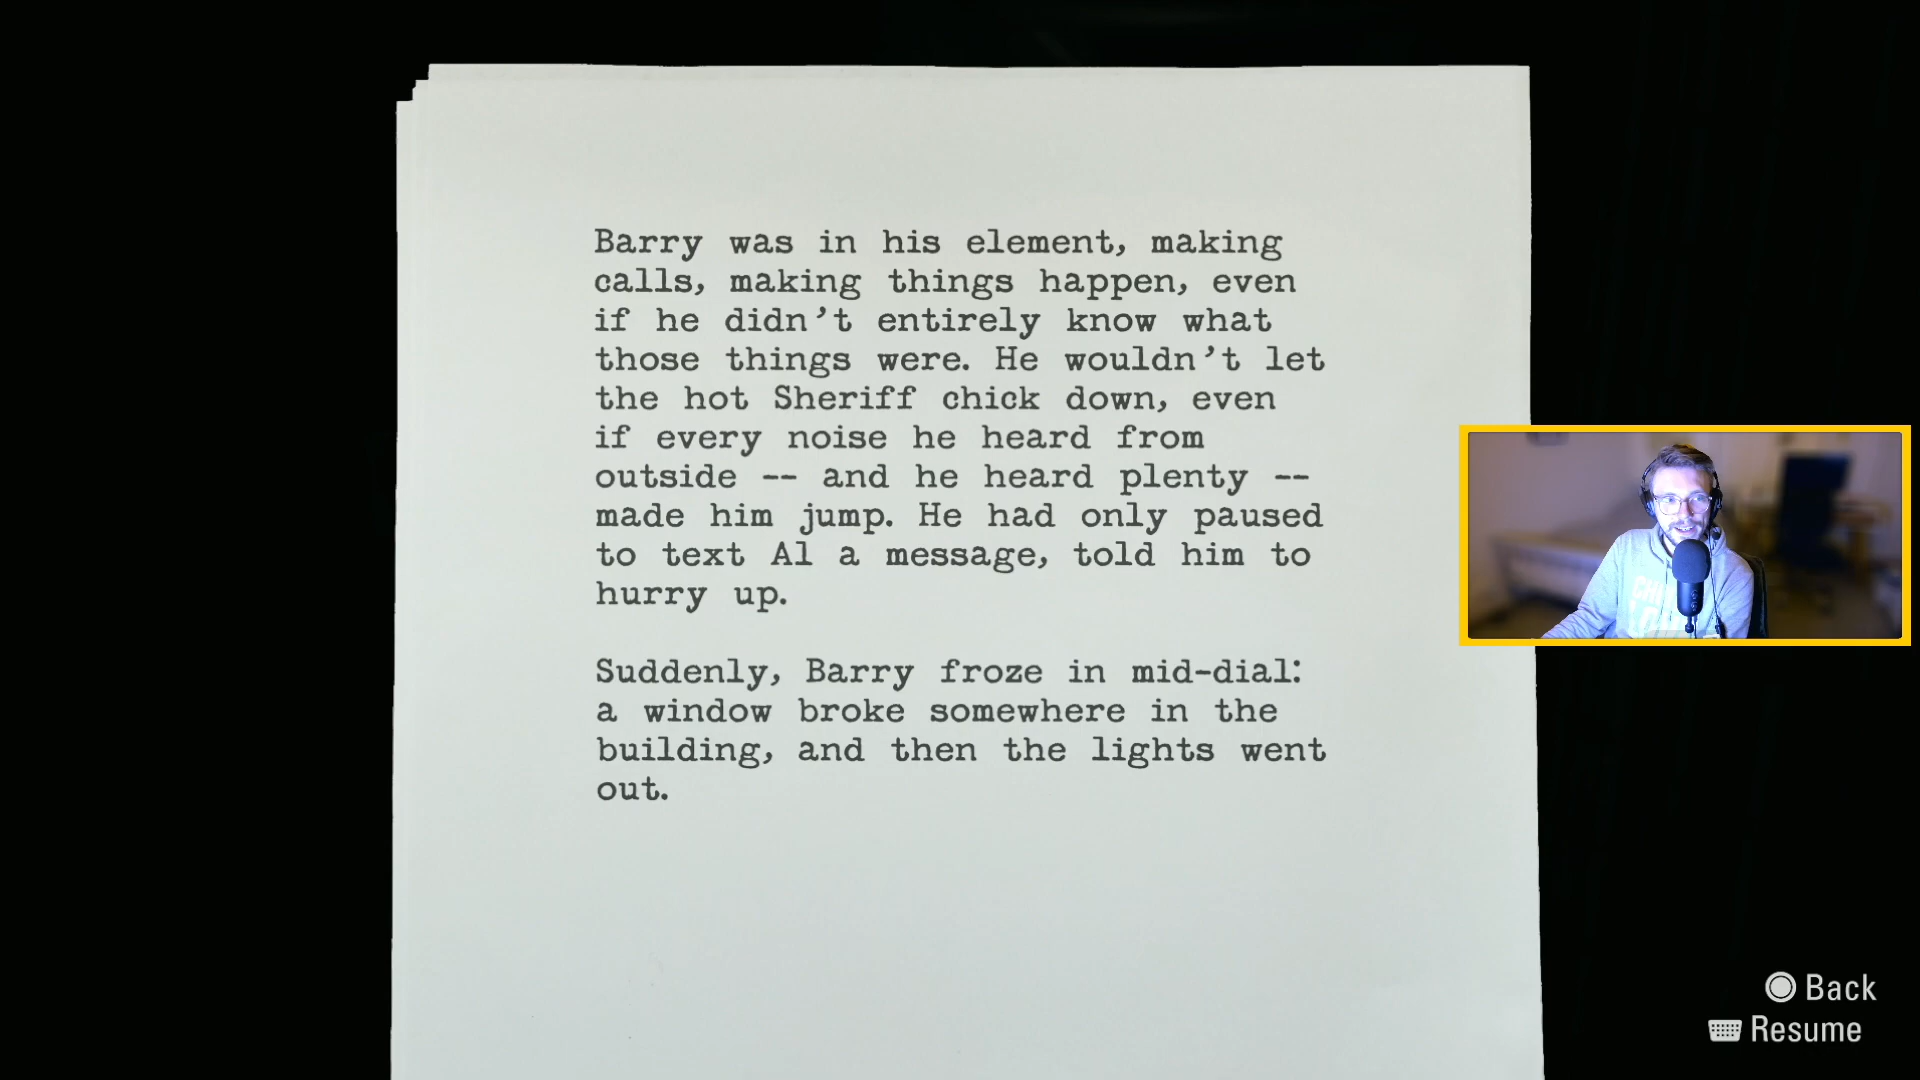 Barry was in his element, making
calls, making things happen, even
if he didn't entirely know what
those things were. He wouldn't let
the hot Sheriff chick down, even
if every noise he heard from
outside -- and he heard plenty --
made him jump. He had only paused
to text Al a message, told him to
hurry up.
Suddenly, Barry froze in mid-dial:
a window broke somewhere in the
building, and then the lights went
out.
Back
Resume